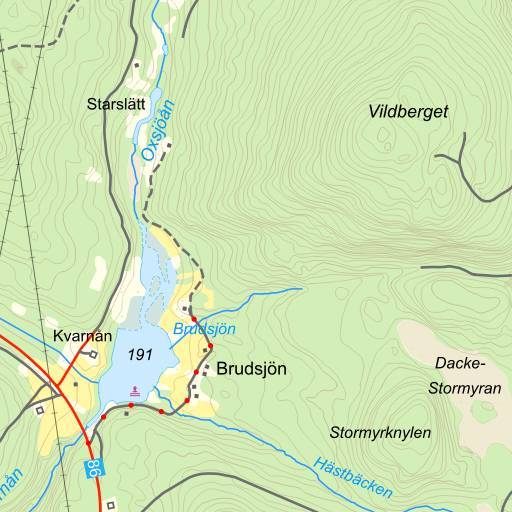 Starslätt
Oxsjöån
Vildberget
Kvarnån
Brudsjön
191
Brudsjön
Dacke-
Stormyran
Stormyrknylen
Hästbäcken
86